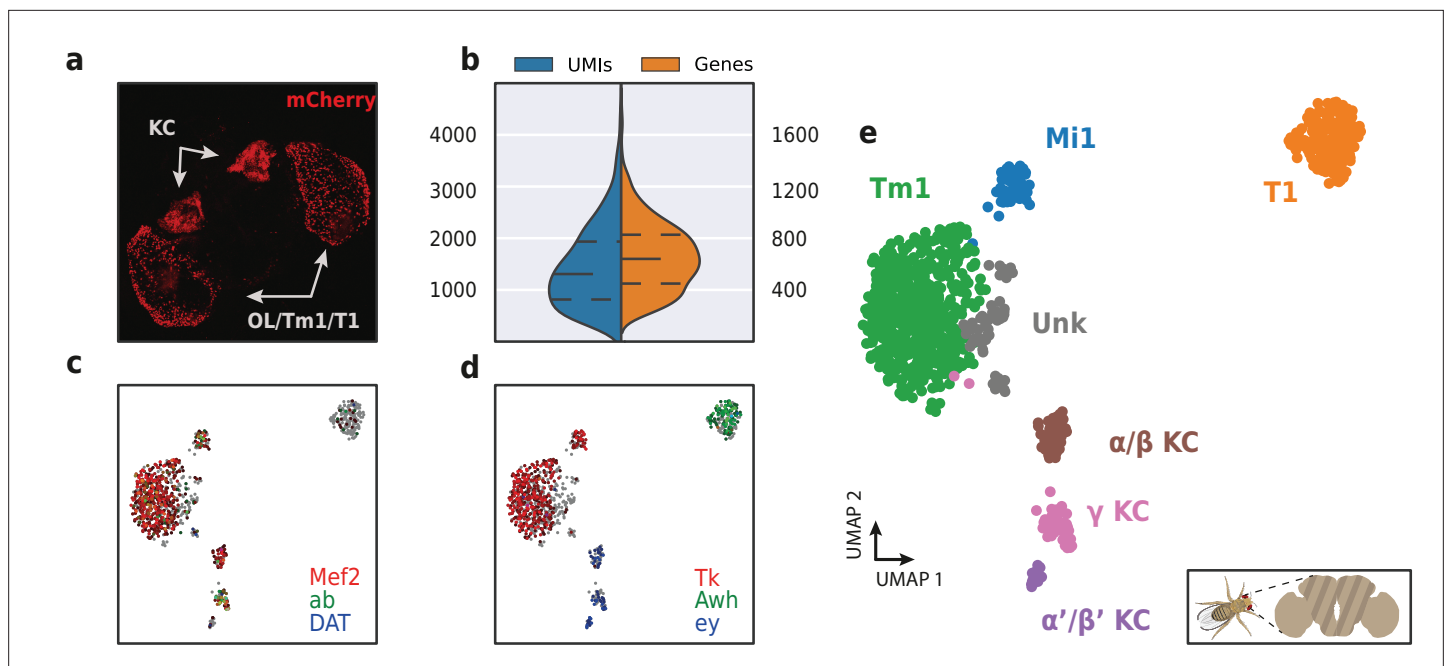 a
mCherry
KC
OL/Tm1/T1
b
UMIs Genes
4000 1600
3000 1200
2000 800
1000 400
c
Mef2
ab
DAT
d
Tk
Awh
ey
e
Mi1
Tm1
T1
Unk
α/β KC
γ KC
α’/β’ KC
UMAP 2
UMAP 1